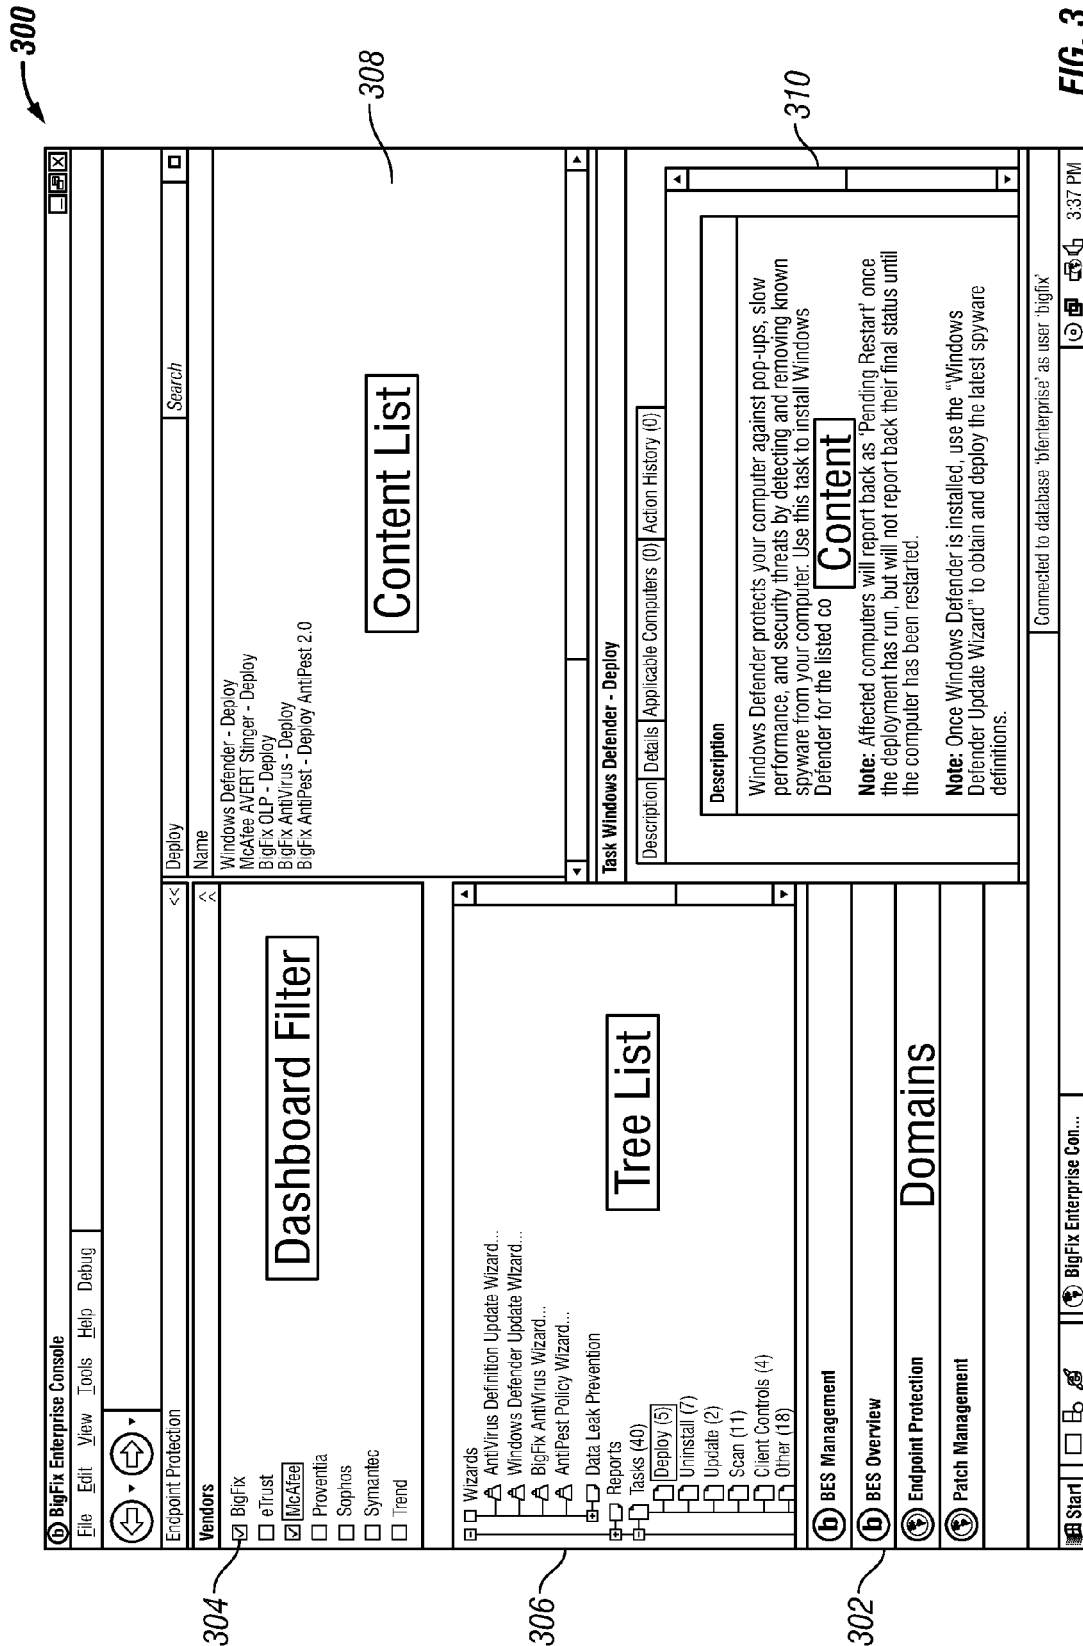 300
BigFix Enterprise Console
File Edit View Tools Help Debug
Endpoint Protection <<
Vendors
BigFix
eTrust
McAfee
Proventia
Sophos
Symantec
Trend
Dashboard Filter
304
Wizards
AntiVirus Definition Update Wizard...
Windows Defender Update Wizard...
BigFix AntiVirus Wizard...
AntiPest Policy Wizard...
Data Leak Prevention
Reports
Tasks (40)
Deploy (5)
Uninstall (7)
Update (2)
Scan (11)
Client Controls (4)
Other (18)
Tree List
306
BES Management
BES Overview
Endpoint Protection
Patch Management
Domains
302
Deploy
Search
Name
Windows Defender - Deploy
McAfee AVERT Stinger - Deploy
BigFix OLP - Deploy
BigFix AntiVirus - Deploy
BigFix AntiPest - Deploy AntiPest 2.0
Content List
308
Task Windows Defender - Deploy
Description Details Applicable Computers (0) Action History (0)
Description
Windows Defender protects your computer against pop-ups, slow
performance, and security threats by detecting and removing known
spyware from your computer. Use this task to install Windows
Defender for the listed co
Content
Note: Affected computers will report back as 'Pending Restart' once
the deployment has run, but will not report back their final status until
the computer has been restarted.
Note: Once Windows Defender is installed, use the "Windows
Defender Update Wizard" to obtain and deploy the latest spyware
definitions.
310
Connected to database 'bfenterprise' as user 'bigfix'
Start
BigFix Enterprise Con...
3:37 PM
FIG. 3